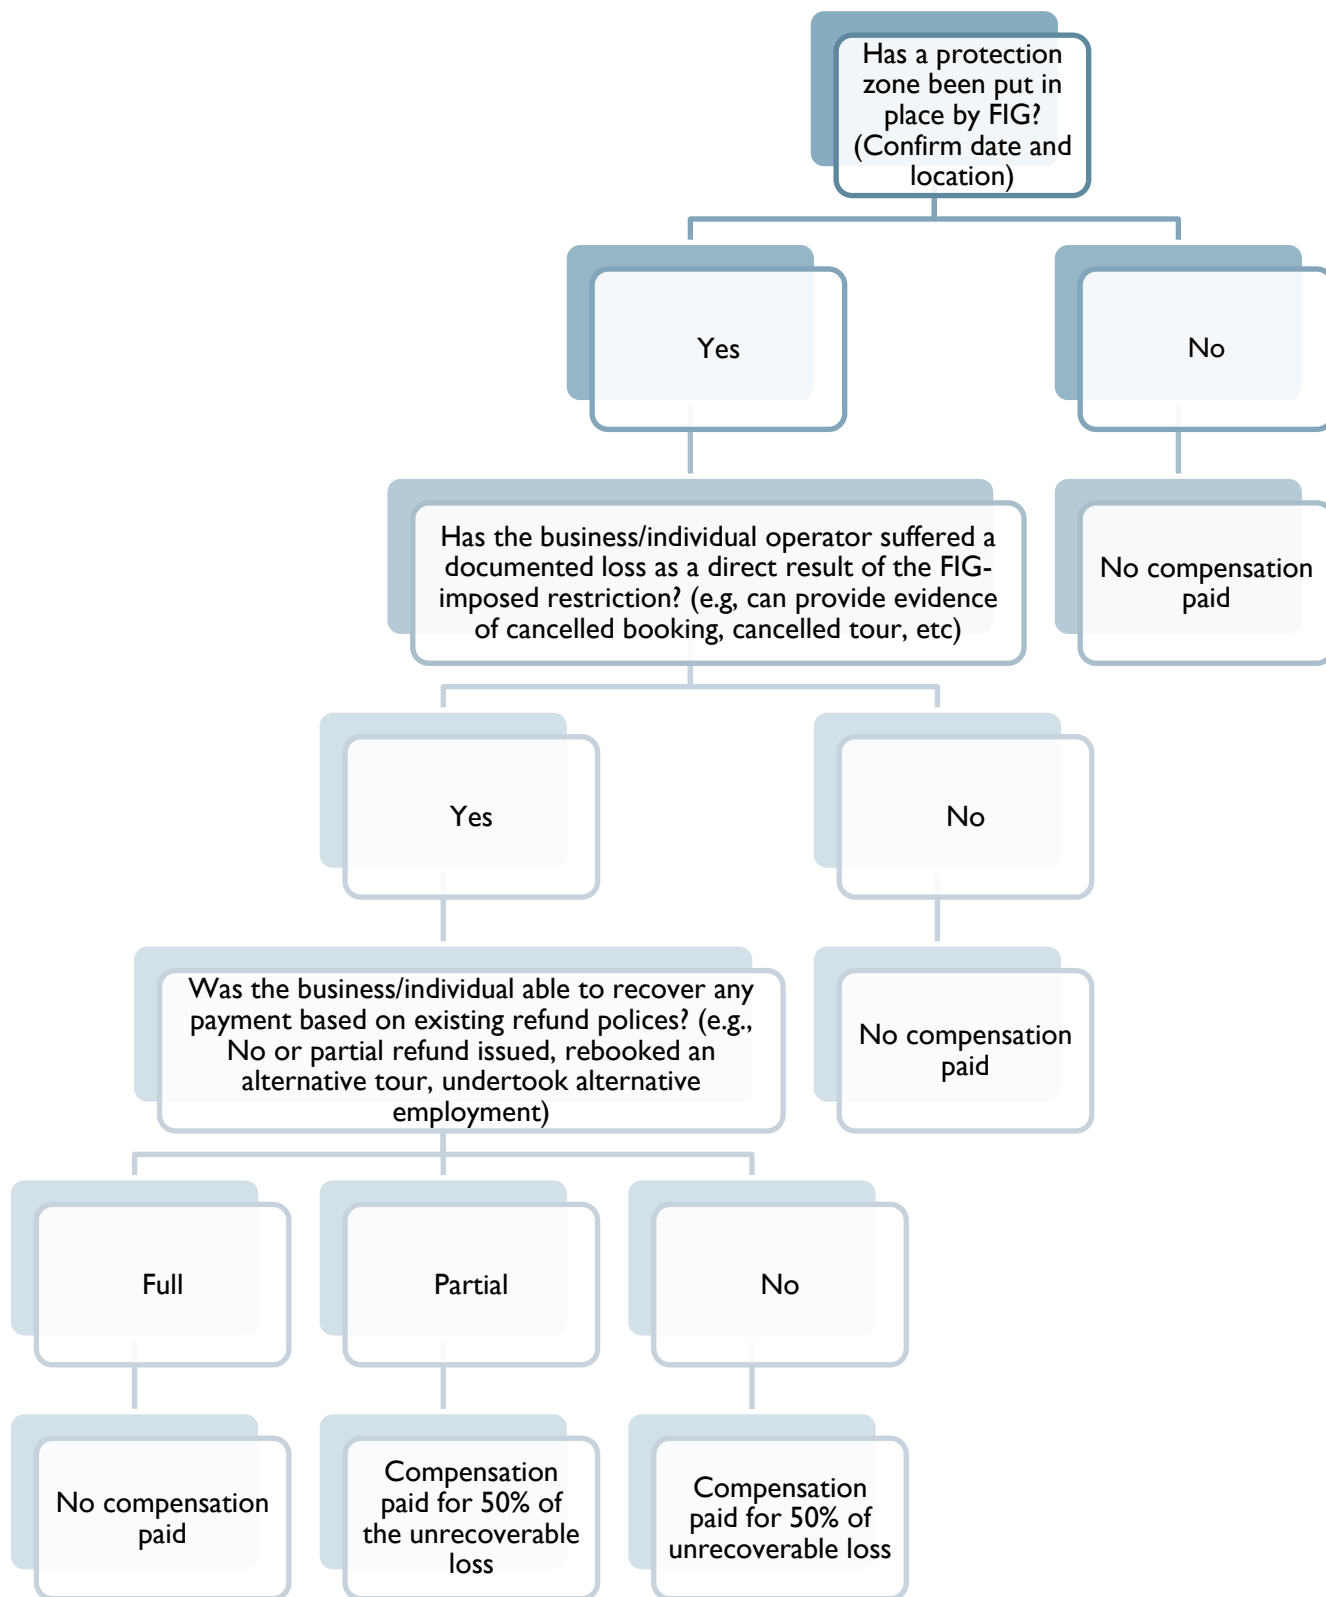 Has a protection
zone been put in
place by FIG?
(Confirm date and
location)
Yes
No
Has the business/individual operator suffered a
documented loss as a direct result of the FIG-
imposed restriction? (e.g, can provide evidence
of cancelled booking, cancelled tour, etc)
No compensation
paid
Yes
No
Was the business/individual able to recover any
payment based on existing refund polices? (e.g.,
No or partial refund issued, rebooked an
alternative tour, undertook alternative
employment)
No compensation
paid
Full
Partial
No
No compensation
paid
Compensation
paid for 50% of
the unrecoverable
loss
Compensation
paid for 50% of
unrecoverable loss